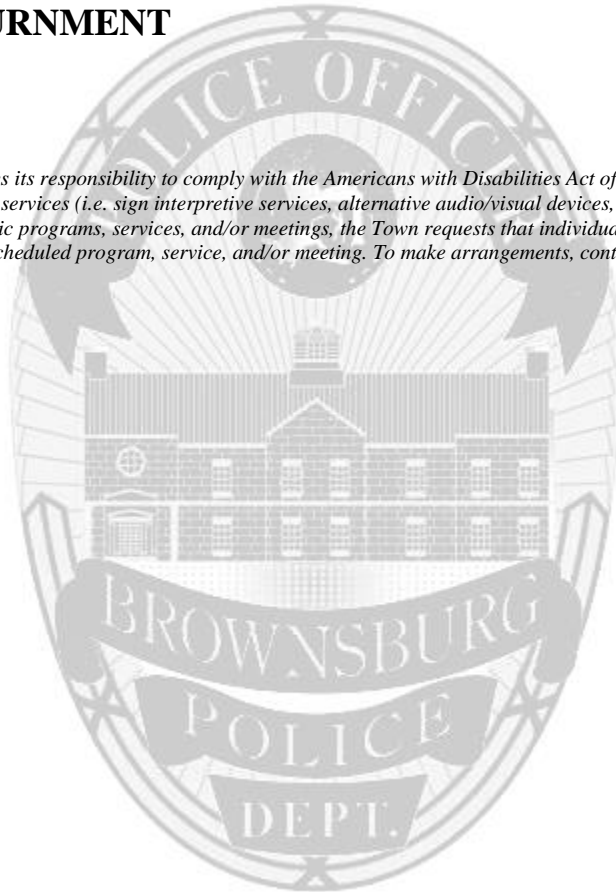 URNMENT
POLICE OFFICER
s its responsibility to comply with the Americans with Disabilities Act of
services (i.e. sign interpretive services, alternative audio/visual devices,
ic programs, services, and/or meetings, the Town requests that individua
cheduled program, service, and/or meeting. To make arrangements, cont
BROWNSBURG
POLICE
DEPT.